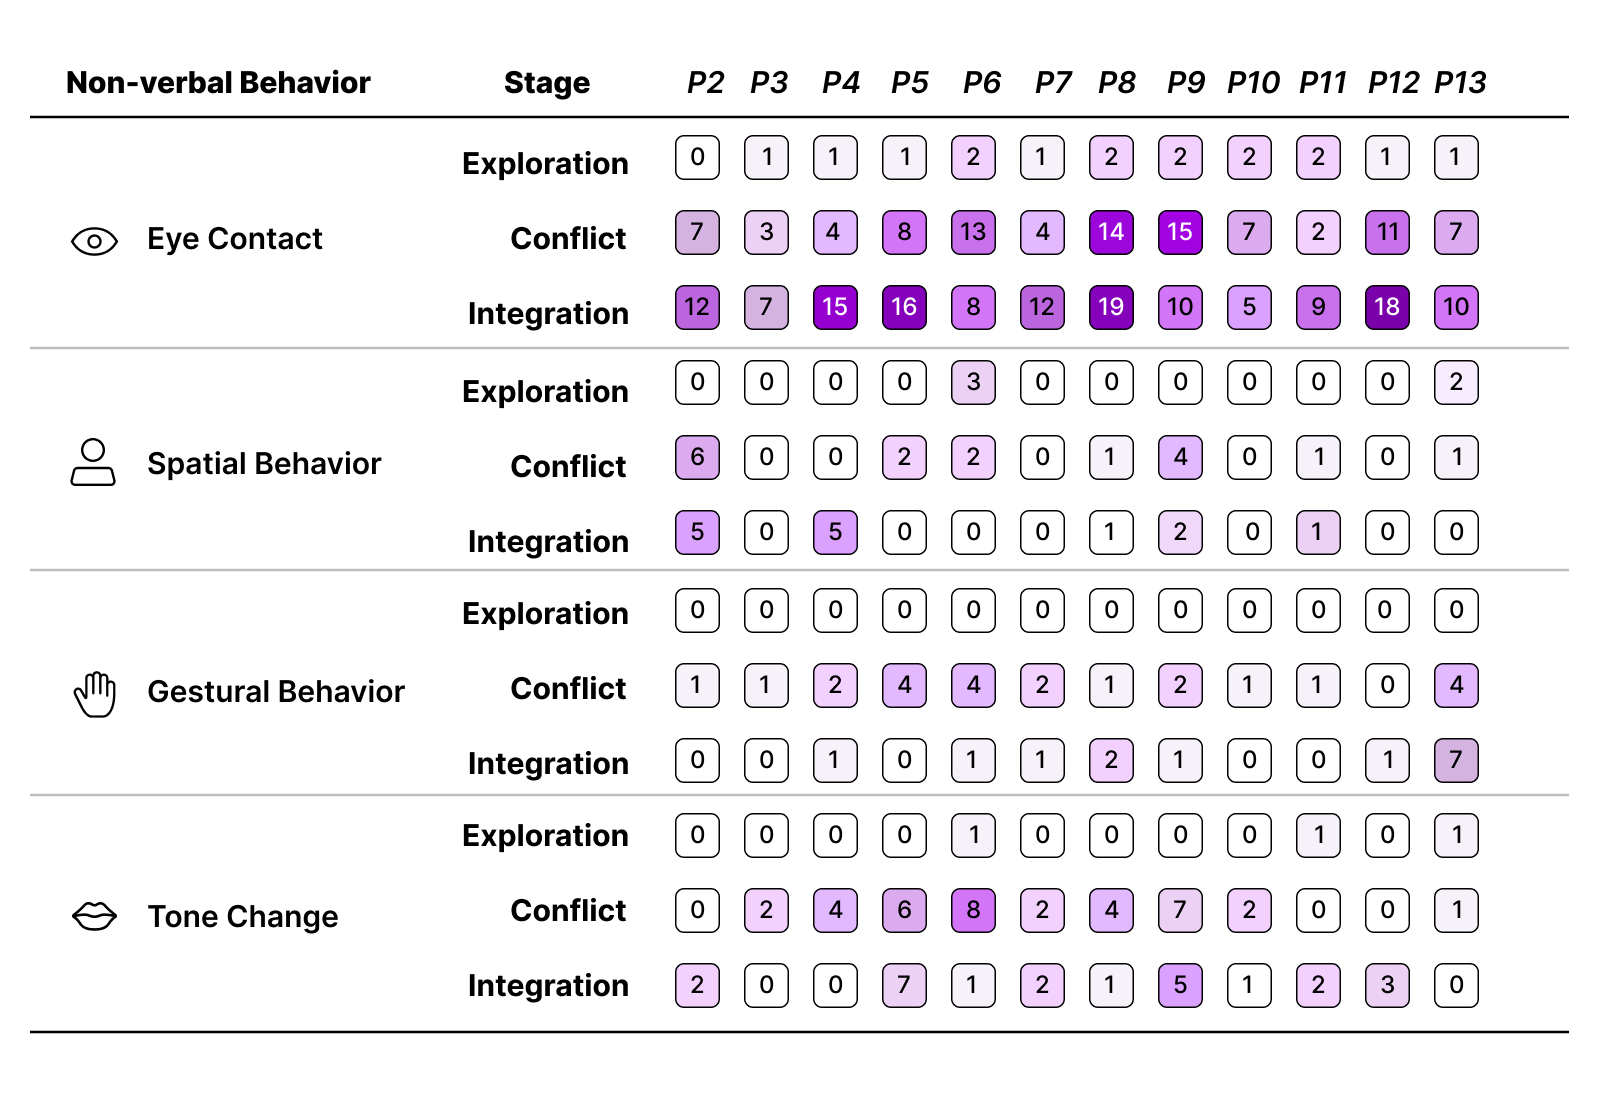 Non-verbal Behavior Stage P2 P3 P4 P5 P6 P7 P8 P9 P10 P11 P12 P13
Exploration 0 1 1 1 2 1 2 2 2 2 1 1
Eye Contact Conflict 7 3 4 8 13 4 14 15 7 2 11 7
Integration 12 7 15 16 8 12 19 10 5 9 18 10
Exploration 0 0 0 0 3 0 0 0 0 0 0 2
Spatial Behavior Conflict 6 0 0 2 2 0 1 4 0 1 0 1
Integration 5 0 5 0 0 0 1 2 0 1 0 0
Exploration 0 0 0 0 0 0 0 0 0 0 0 0
Gestural Behavior Conflict 1 1 2 4 4 2 1 2 1 1 0 4
Integration 0 0 1 0 1 1 2 1 0 0 1 7
Exploration 0 0 0 0 1 0 0 0 0 1 0 1
Tone Change Conflict 0 2 4 6 8 2 4 7 2 0 0 1
Integration 2 0 0 7 1 2 1 5 1 2 3 0